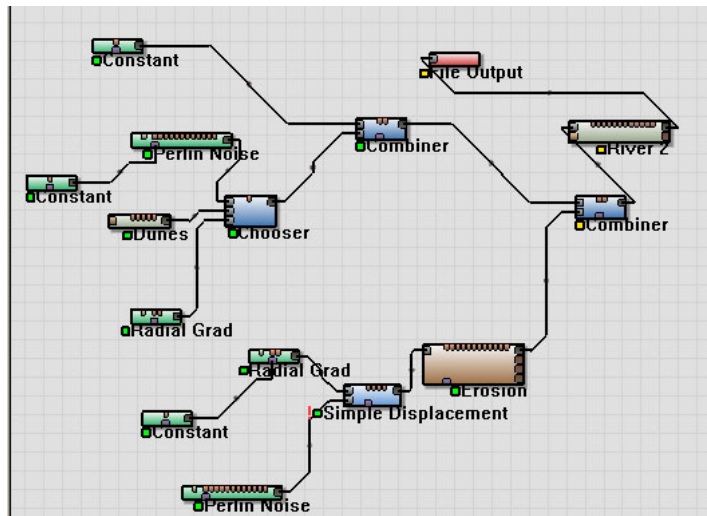 Constant
File Output
Perlin Noise
Combiner
River 2
Constant
Dunes
Chooser
Combiner
Radial Grad
Radial Grad
Erosion
Simple Displacement
Constant
Perlin Noise